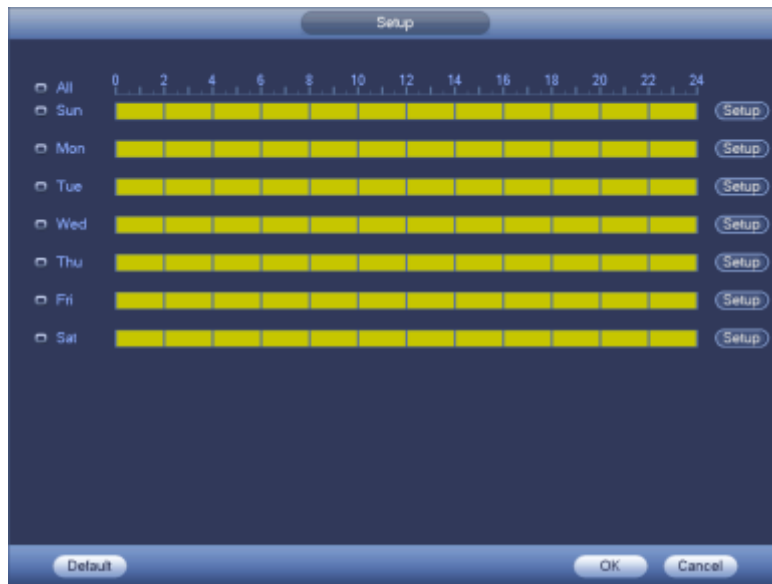 Setup
All 0 2 4 6 8 10 12 14 16 18 20 22 24
Sun Setup
Mon Setup
Tue Setup
Wed Setup
Thu Setup
Fri Setup
Sat Setup
Default OK Cancel